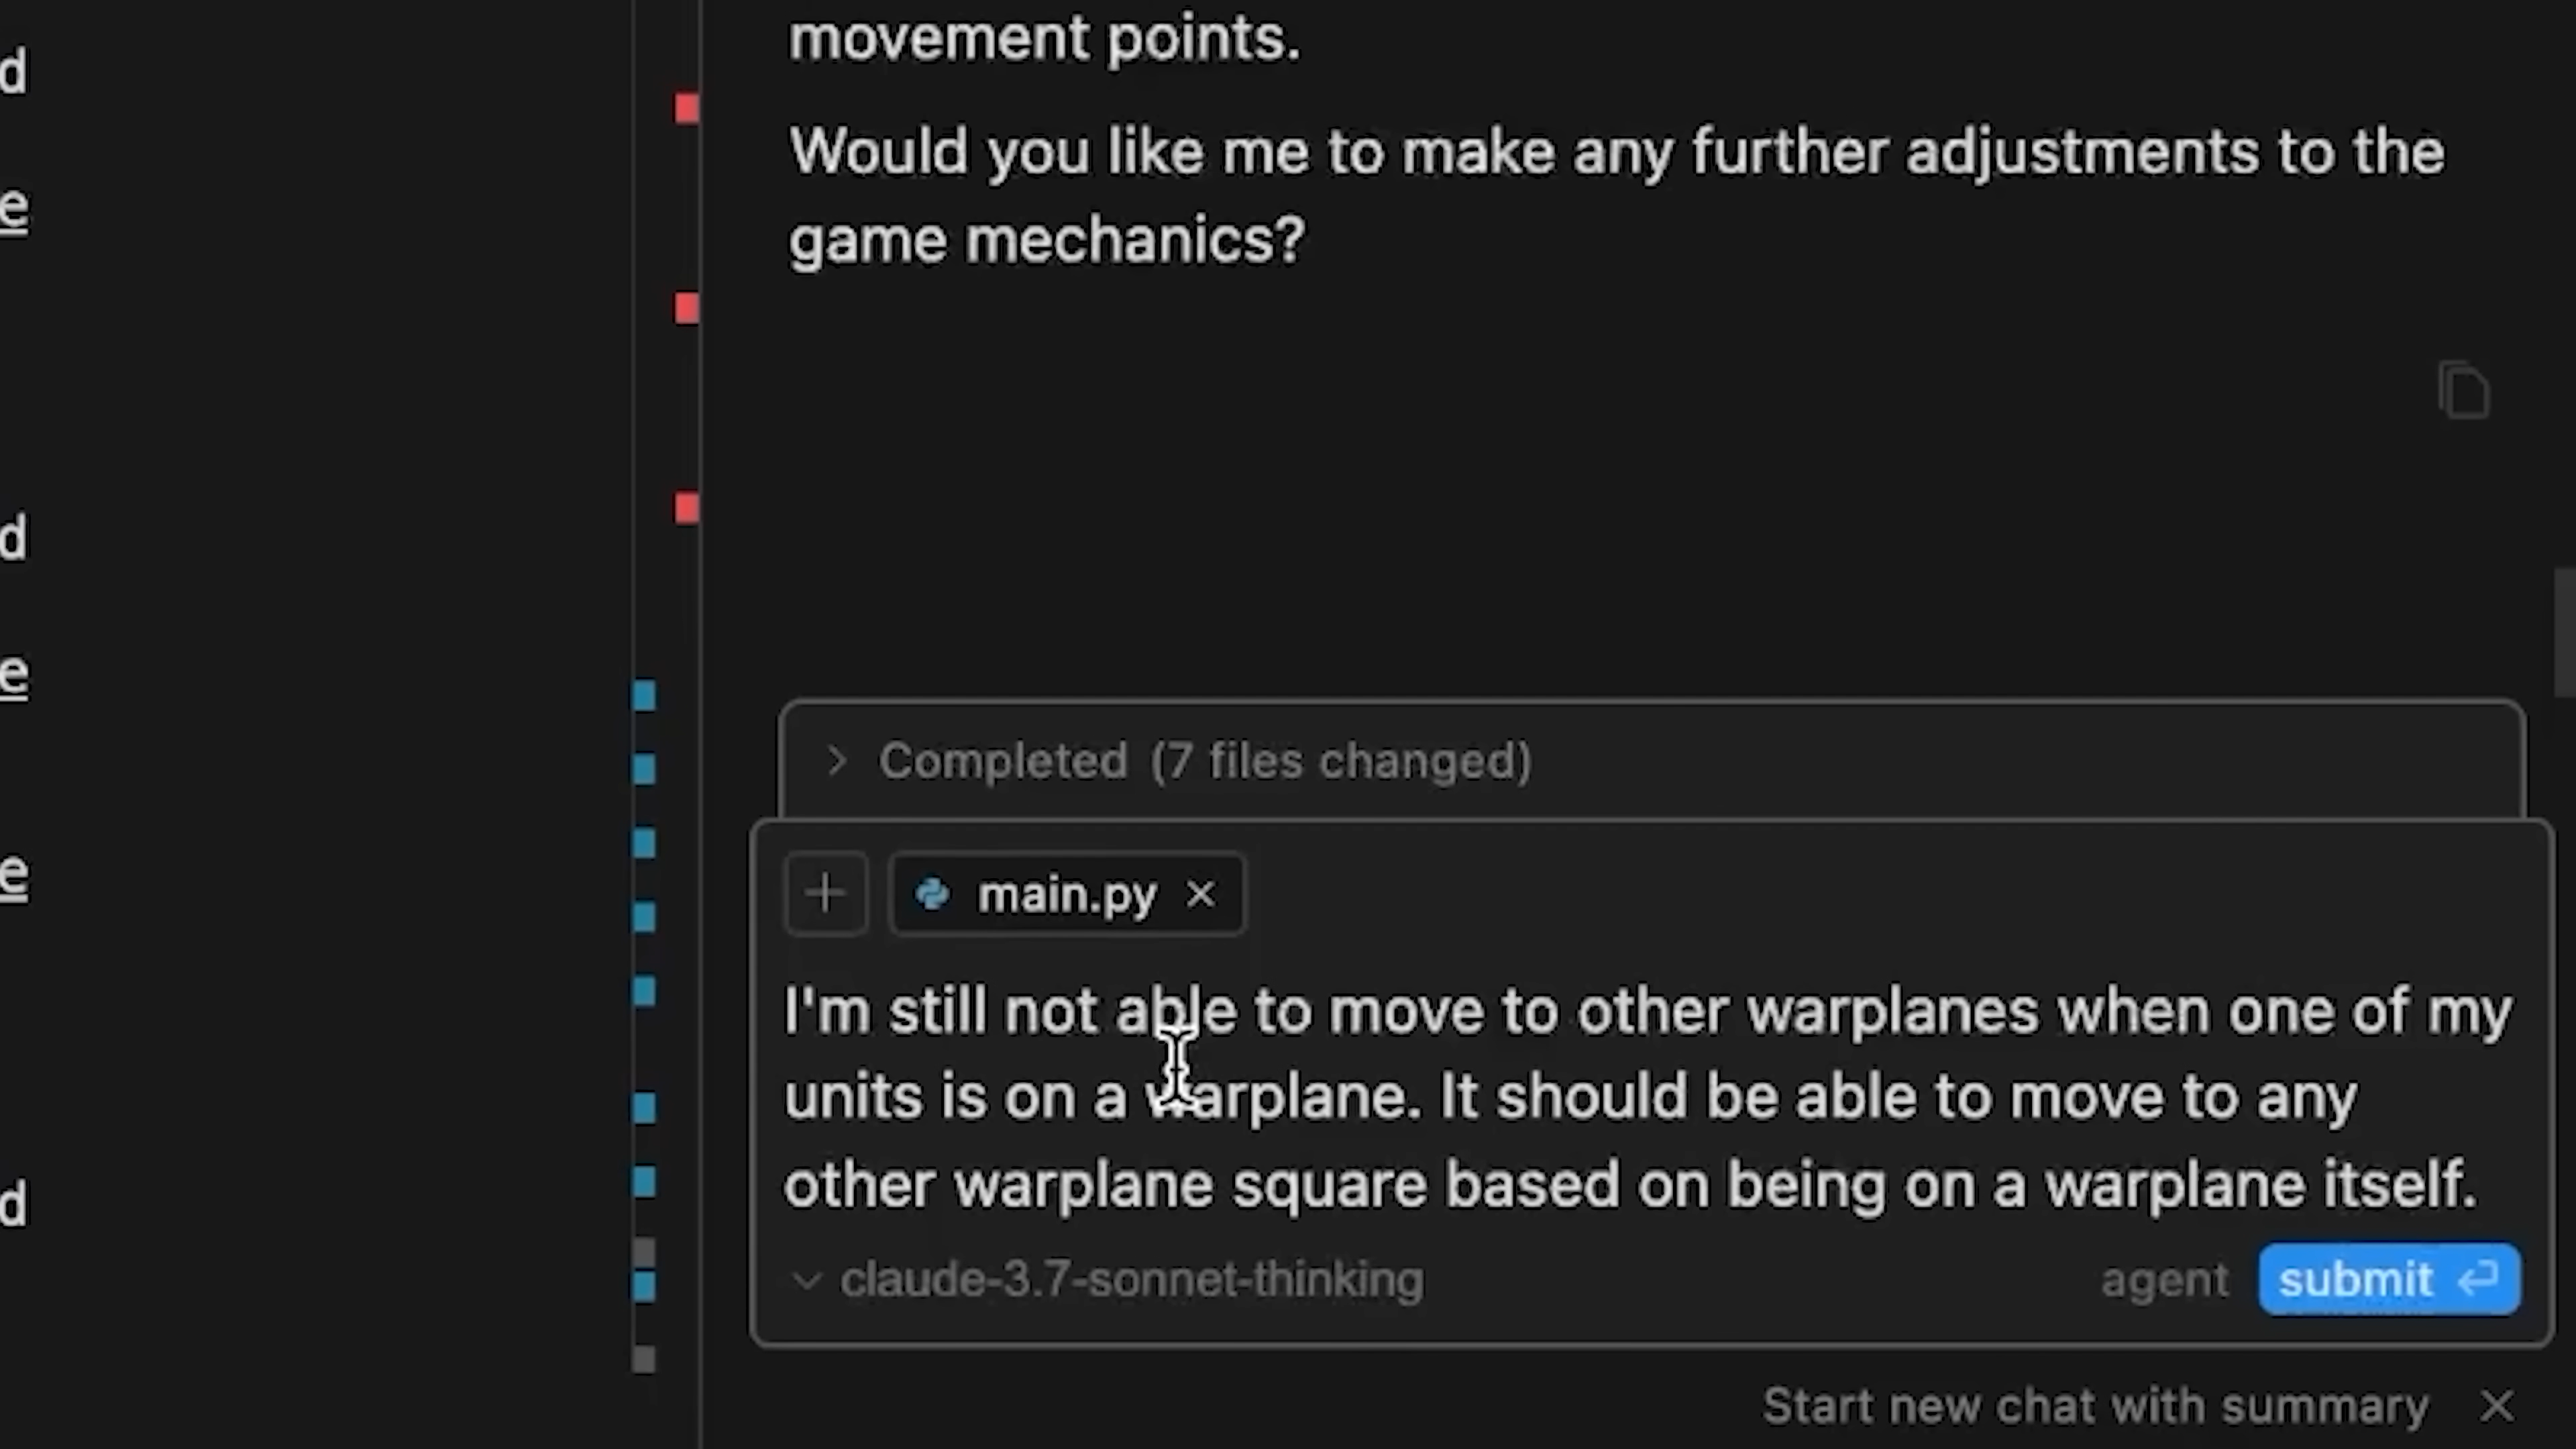 d
e
d
e
e
d
movement points.
Would you like me to make any further adjustments to the
game mechanics?
Completed (7 files changed)
main.py
I'm still not able to move to other warplanes when one of my
units is on a warplane. It should be able to move to any
other warplane square based on being on a warplane itself.
claude-3.7-sonnet-thinking
agent
submit
Start new chat with summary